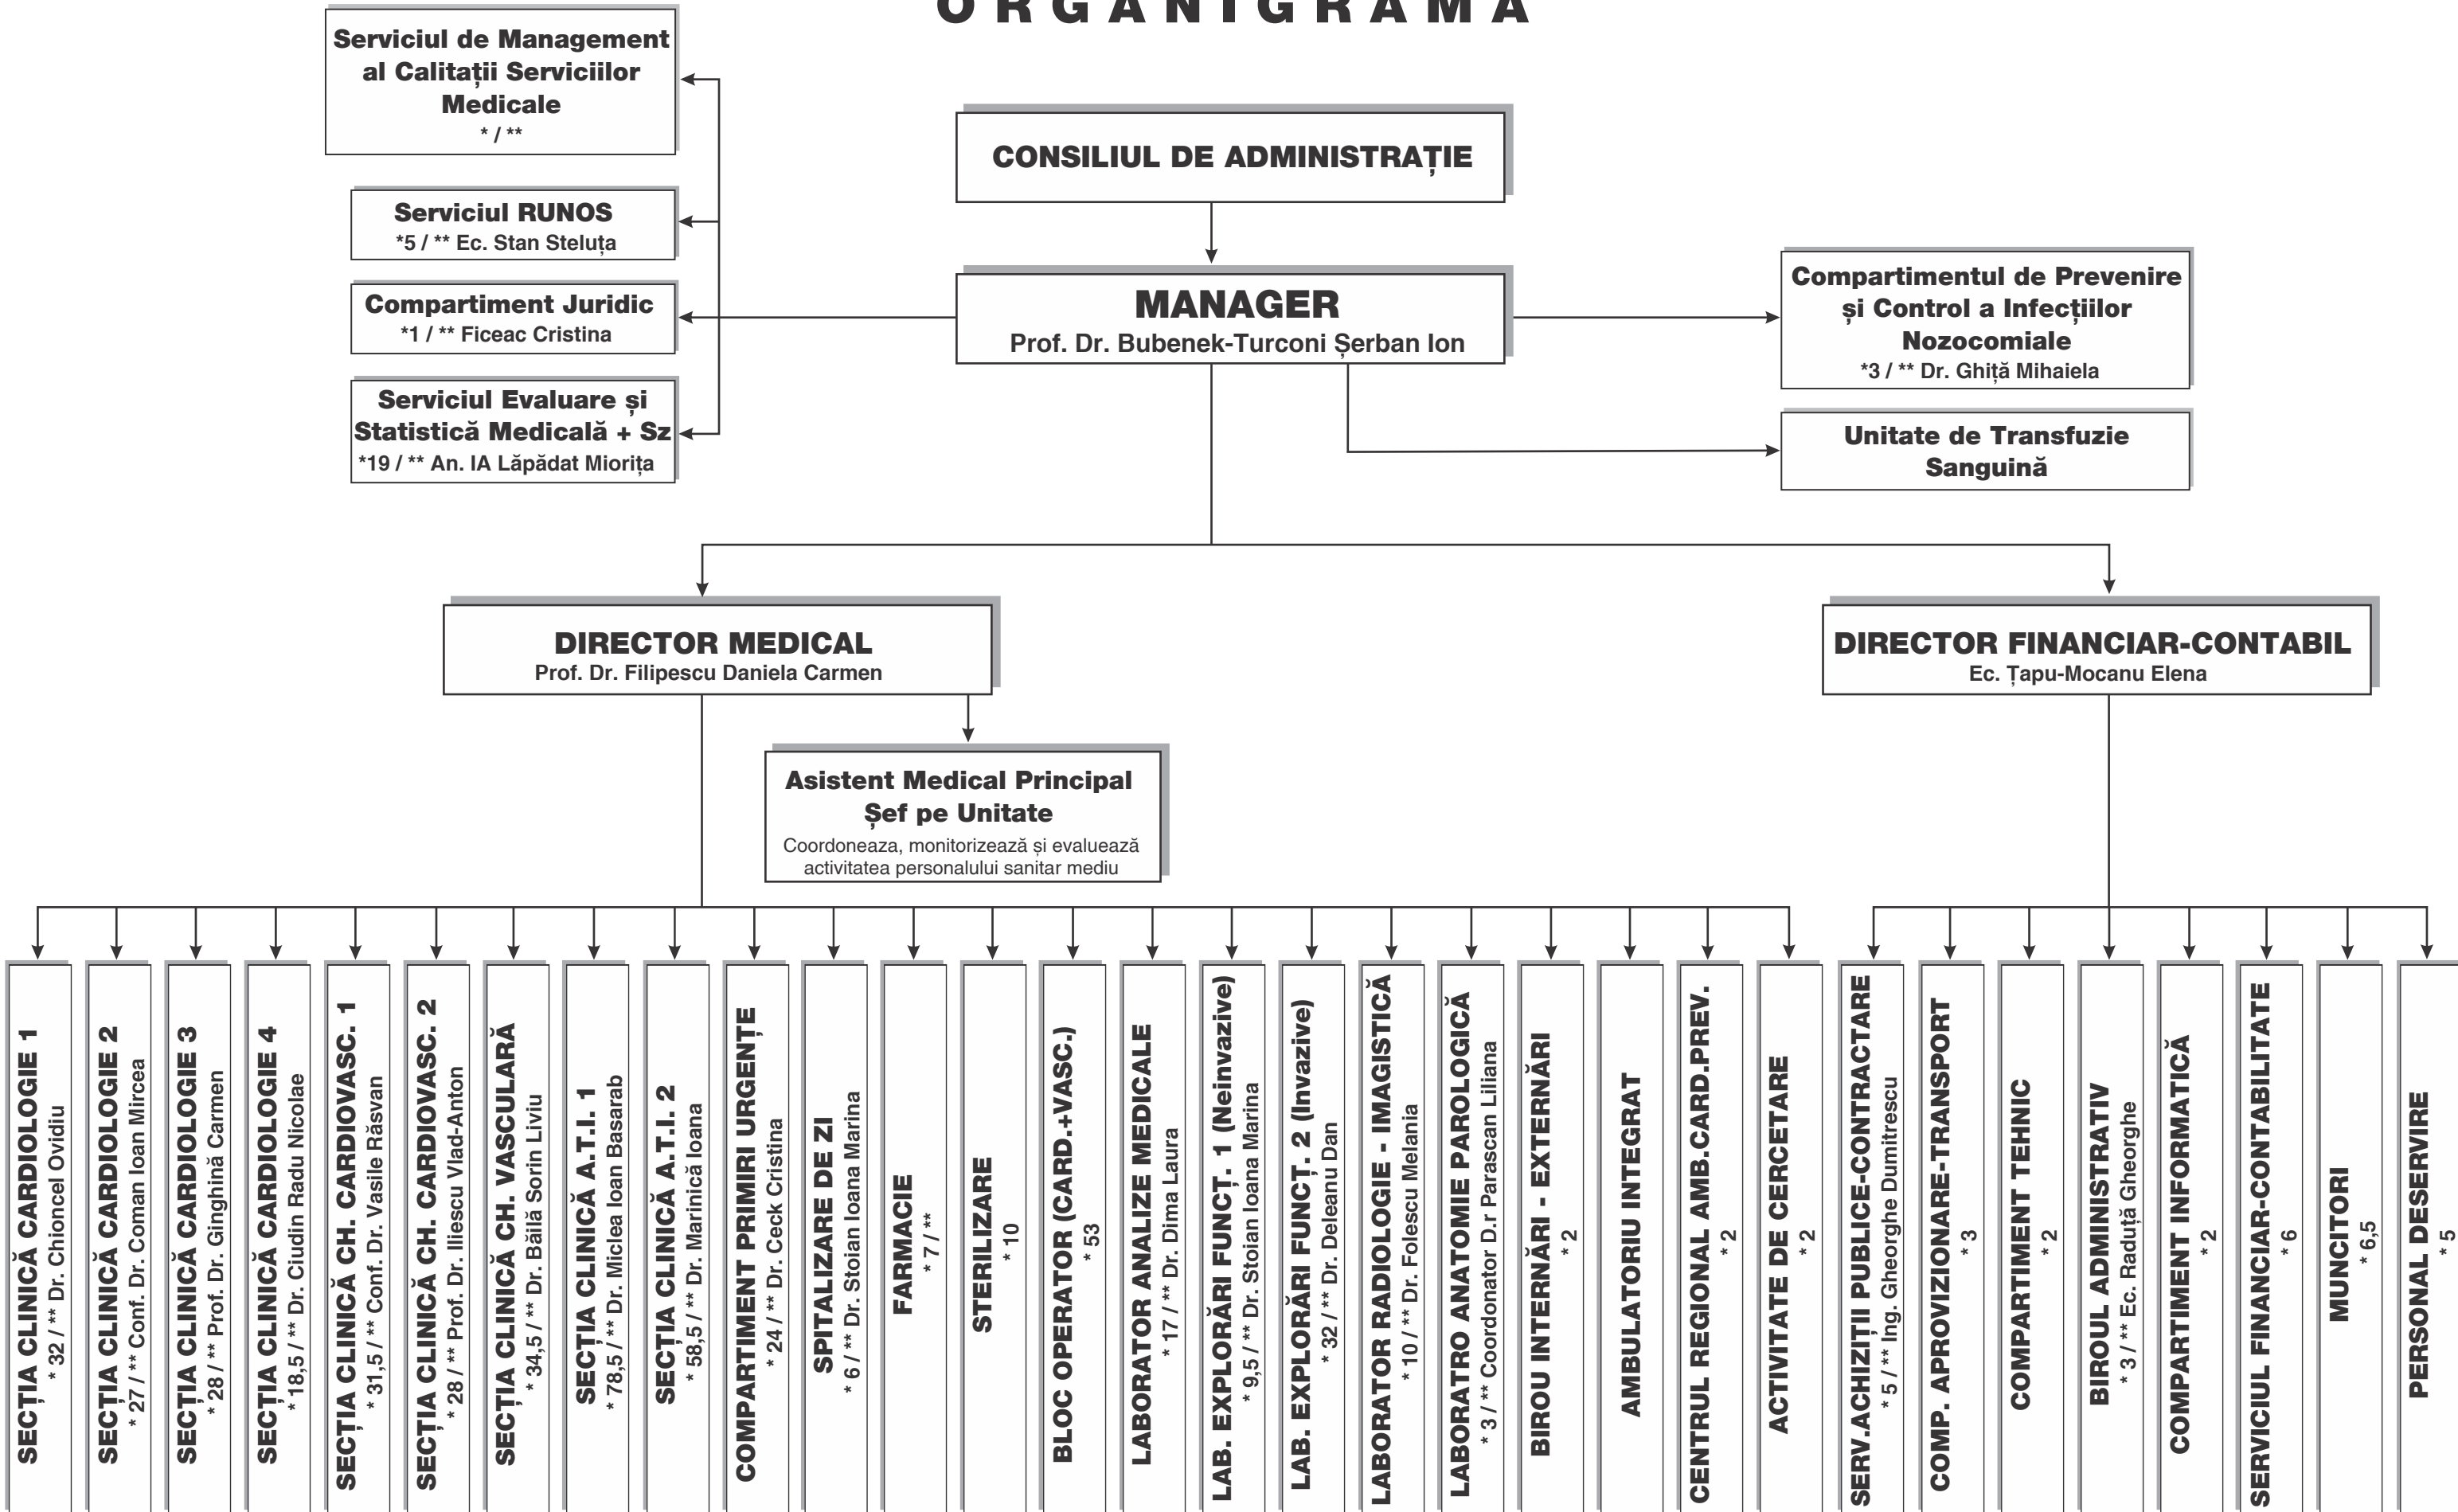 ORGANIGRAMA
Serviciul de Management
al Calitații Serviciilor
Medicale
* / **
Serviciul RUNOS
*5 / ** Ec. Stan Steluța
Compartiment Juridic
*1 / ** Ficeac Cristina
Serviciul Evaluare și
Statistică Medicală + Sz
*19 / ** An. IA Lăpădat Miorița
CONSILIUL DE ADMINISTRAȚIE
MANAGER
Prof. Dr. Bubenek-Turconi Șerban Ion
Compartimentul de Prevenire
și Control a Infecțiilor
Nozocomiale
*3 / ** Dr. Ghiță Mihaiela
Unitate de Transfuzie
Sanguină
DIRECTOR MEDICAL
Prof. Dr. Filipescu Daniela Carmen
DIRECTOR FINANCIAR-CONTABIL
Ec. Țapu-Mocanu Elena
Asistent Medical Principal
Șef pe Unitate
Coordoneaza, monitorizează și evaluează
activitatea personalului sanitar mediu
SECȚIA CLINICĂ CARDIOLOGIE 1
* 32 / ** Dr. Chioncel Ovidiu
SECȚIA CLINICĂ CARDIOLOGIE 2
* 27 / ** Conf. Dr. Coman Ioan Mircea
SECȚIA CLINICĂ CARDIOLOGIE 3
* 28 / ** Prof. Dr. Ginghină Carmen
SECȚIA CLINICĂ CARDIOLOGIE 4
* 18,5 / ** Dr. Ciudin Radu Nicolae
SECȚIA CLINICĂ CH. CARDIOVASC. 1
* 31,5 / ** Conf. Dr. Vasile Răsvan
SECȚIA CLINICĂ CH. CARDIOVASC. 2
* 28 / ** Prof. Dr. Iliescu Vlad-Anton
SECȚIA CLINICĂ CH. VASCULARĂ
* 34,5 / ** Dr. Băilă Sorin Liviu
SECȚIA CLINICĂ A.T.I. 1
* 78,5 / ** Dr. Miclea Ioan Basarab
SECȚIA CLINICĂ A.T.I. 2
* 58,5 / ** Dr. Marinică Ioana
COMPARTIMENT PRIMIRI URGENȚE
* 24 / ** Dr. Ceck Cristina
SPITALIZARE DE ZI
* 6 / ** Dr. Stoian Ioana Marina
FARMACIE
* 7 / **
STERILIZARE
* 10
BLOC OPERATOR (CARD.+VASC.)
* 53
LABORATOR ANALIZE MEDICALE
* 17 / ** Dr. Dima Laura
LAB. EXPLORĂRI FUNCȚ. 1 (Neinvazive)
* 9,5 / ** Dr. Stoian Ioana Marina
LAB. EXPLORĂRI FUNCȚ. 2 (Invazive)
* 32 / ** Dr. Deleanu Dan
LABORATOR RADIOLOGIE - IMAGISTICĂ
* 10 / ** Dr. Folescu Melania
LABORATRO ANATOMIE PAROLOGICĂ
* 3 / ** Coordonator D.r Parascan Liliana
BIROU INTERNĂRI - EXTERNĂRI
* 2
AMBULATORIU INTEGRAT
CENTRUL REGIONAL AMB.CARD.PREV.
* 2
ACTIVITATE DE CERCETARE
* 2
SERV.ACHIZIȚII PUBLICE-CONTRACTARE
* 5 / ** Ing. Gheorghe Dumitrescu
COMP. APROVIZIONARE-TRANSPORT
* 3
COMPARTIMENT TEHNIC
* 2
BIROUL ADMINISTRATIV
* 3 / ** Ec. Raduță Gheorghe
COMPARTIMENT INFORMATICĂ
* 2
SERVICIUL FINANCIAR-CONTABILITATE
* 6
MUNCITORI
* 6,5
PERSONAL DESERVIRE
* 5